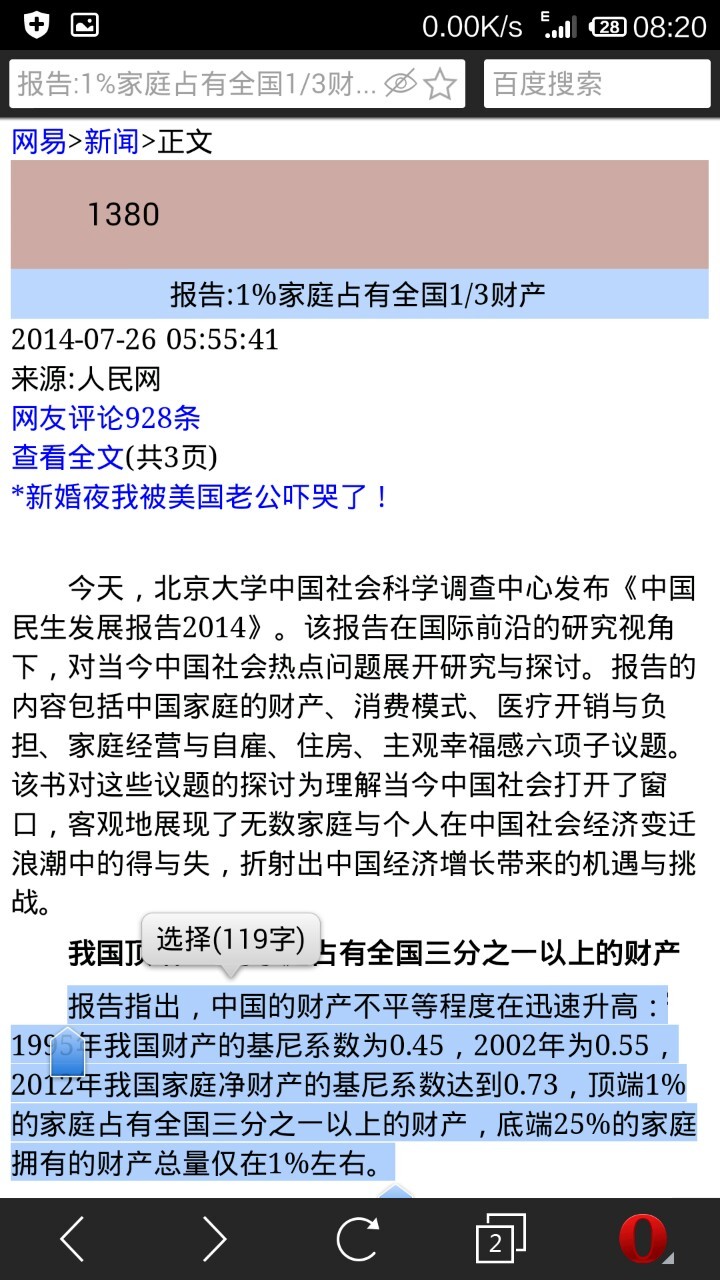 0.00K/s E 28 08:20
报告:1%家庭占有全国1/3财... 百度搜索
网易>新闻>正文
1380
报告:1%家庭占有全国1/3财产
2014-07-26 05:55:41
来源:人民网
网友评论928条
查看全文(共3页)
*新婚夜我被美国老公吓哭了！
今天，北京大学中国社会科学调查中心发布《中国
民生发展报告2014》。该报告在国际前沿的研究视角
下，对当今中国社会热点问题展开研究与探讨。报告的
内容包括中国家庭的财产、消费模式、医疗开销与负
担、家庭经营与自雇、住房、主观幸福感六项子议题。
该书对这些议题的探讨为理解当今中国社会打开了窗
口，客观地展现了无数家庭与个人在中国社会经济变迁
浪潮中的得与失，折射出中国经济增长带来的机遇与挑
战。
选择(119字)
我国顶 占有全国三分之一以上的财产
报告指出，中国的财产不平等程度在迅速升高：
1995年我国财产的基尼系数为0.45，2002年为0.55，
2012年我国家庭净财产的基尼系数达到0.73，顶端1%
的家庭占有全国三分之一以上的财产，底端25%的家庭
拥有的财产总量仅在1%左右。
2